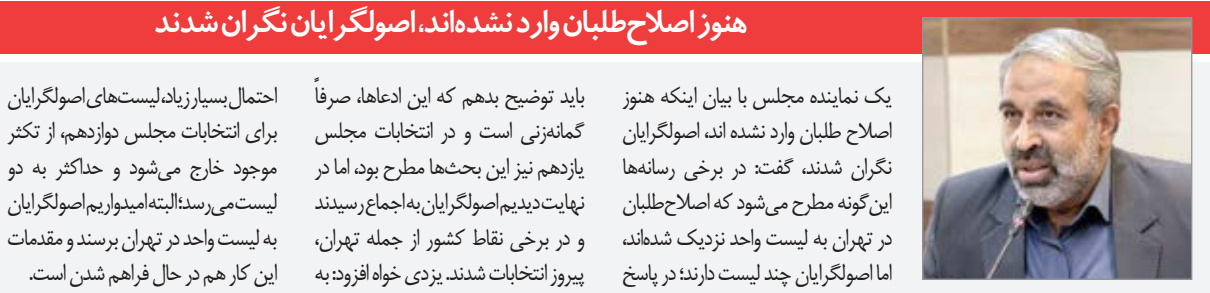 هنوز اصلاح‌طلبان وارد نشده‌اند، اصولگرایان نگران شدند
یک نماینده مجلس با بیان اینکه هنوز
اصلاح طلبان وارد نشده اند، اصولگرایان
نگران شدند، گفت: در برخی رسانه‌ها
این‌گونه مطرح می‌شود که اصلاح‌طلبان
در تهران به لیست واحد نزدیک شده‌اند،
اما اصولگرایان چند لیست دارند؛ در پاسخ
باید توضیح بدهم که این ادعاها، صرفاً
گمانه‌زنی است و در انتخابات مجلس
یازدهم نیز این بحث‌ها مطرح بود، اما در
نهایت دیدیم اصولگرایان به اجماع رسیدند
و در برخی نقاط کشور از جمله تهران،
پیروز انتخابات شدند. یزدی خواه افزود: به
احتمال بسیار زیاد، لیست‌های اصولگرایان
برای انتخابات مجلس دوازدهم، از تکثر
موجود خارج می‌شود و حداکثر به دو
لیست می‌رسد؛ البته امیدواریم اصولگرایان
به لیست واحد در تهران برسند و مقدمات
این کار هم در حال فراهم شدن است.